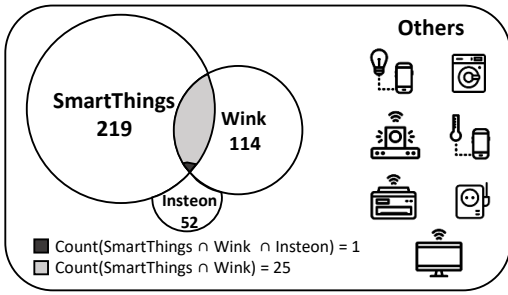 Others
SmartThings
219
Wink
114
Insteon
52
Count(SmartThings ∩ Wink ∩ Insteon) = 1
Count(SmartThings ∩ Wink) = 25